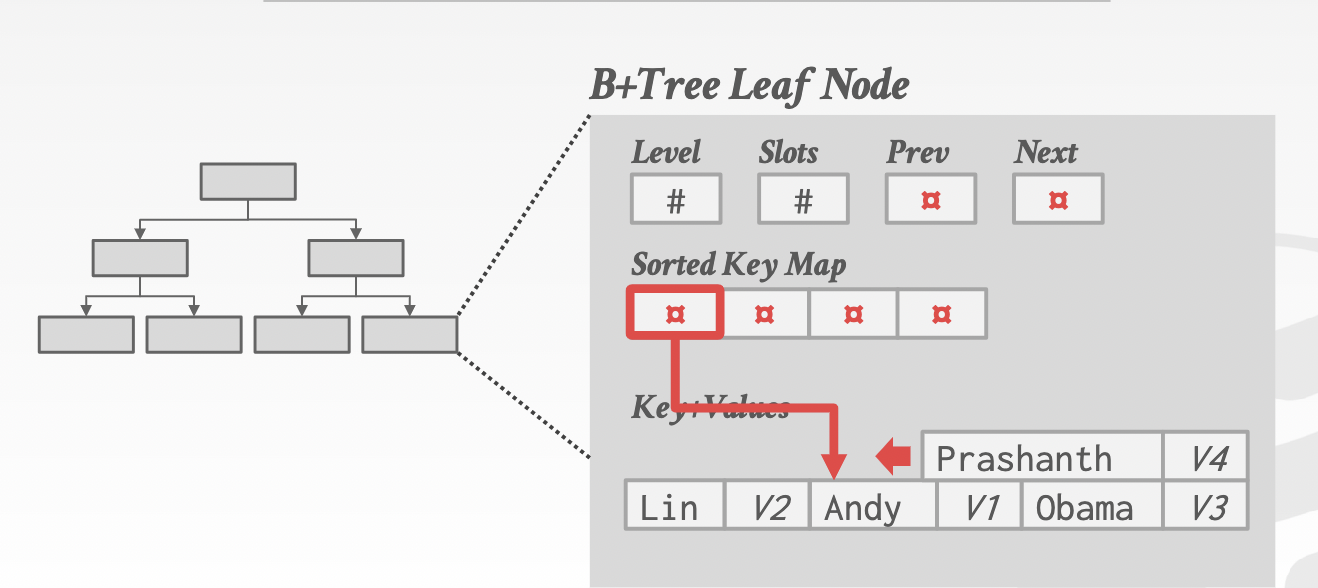 B+Tree Leaf Node
Level Slots Prev Next
# # ¤ ¤
Sorted Key Map
¤ ¤ ¤ ¤
Key+Values
Prashanth V4
Lin V2 Andy V1 Obama V3